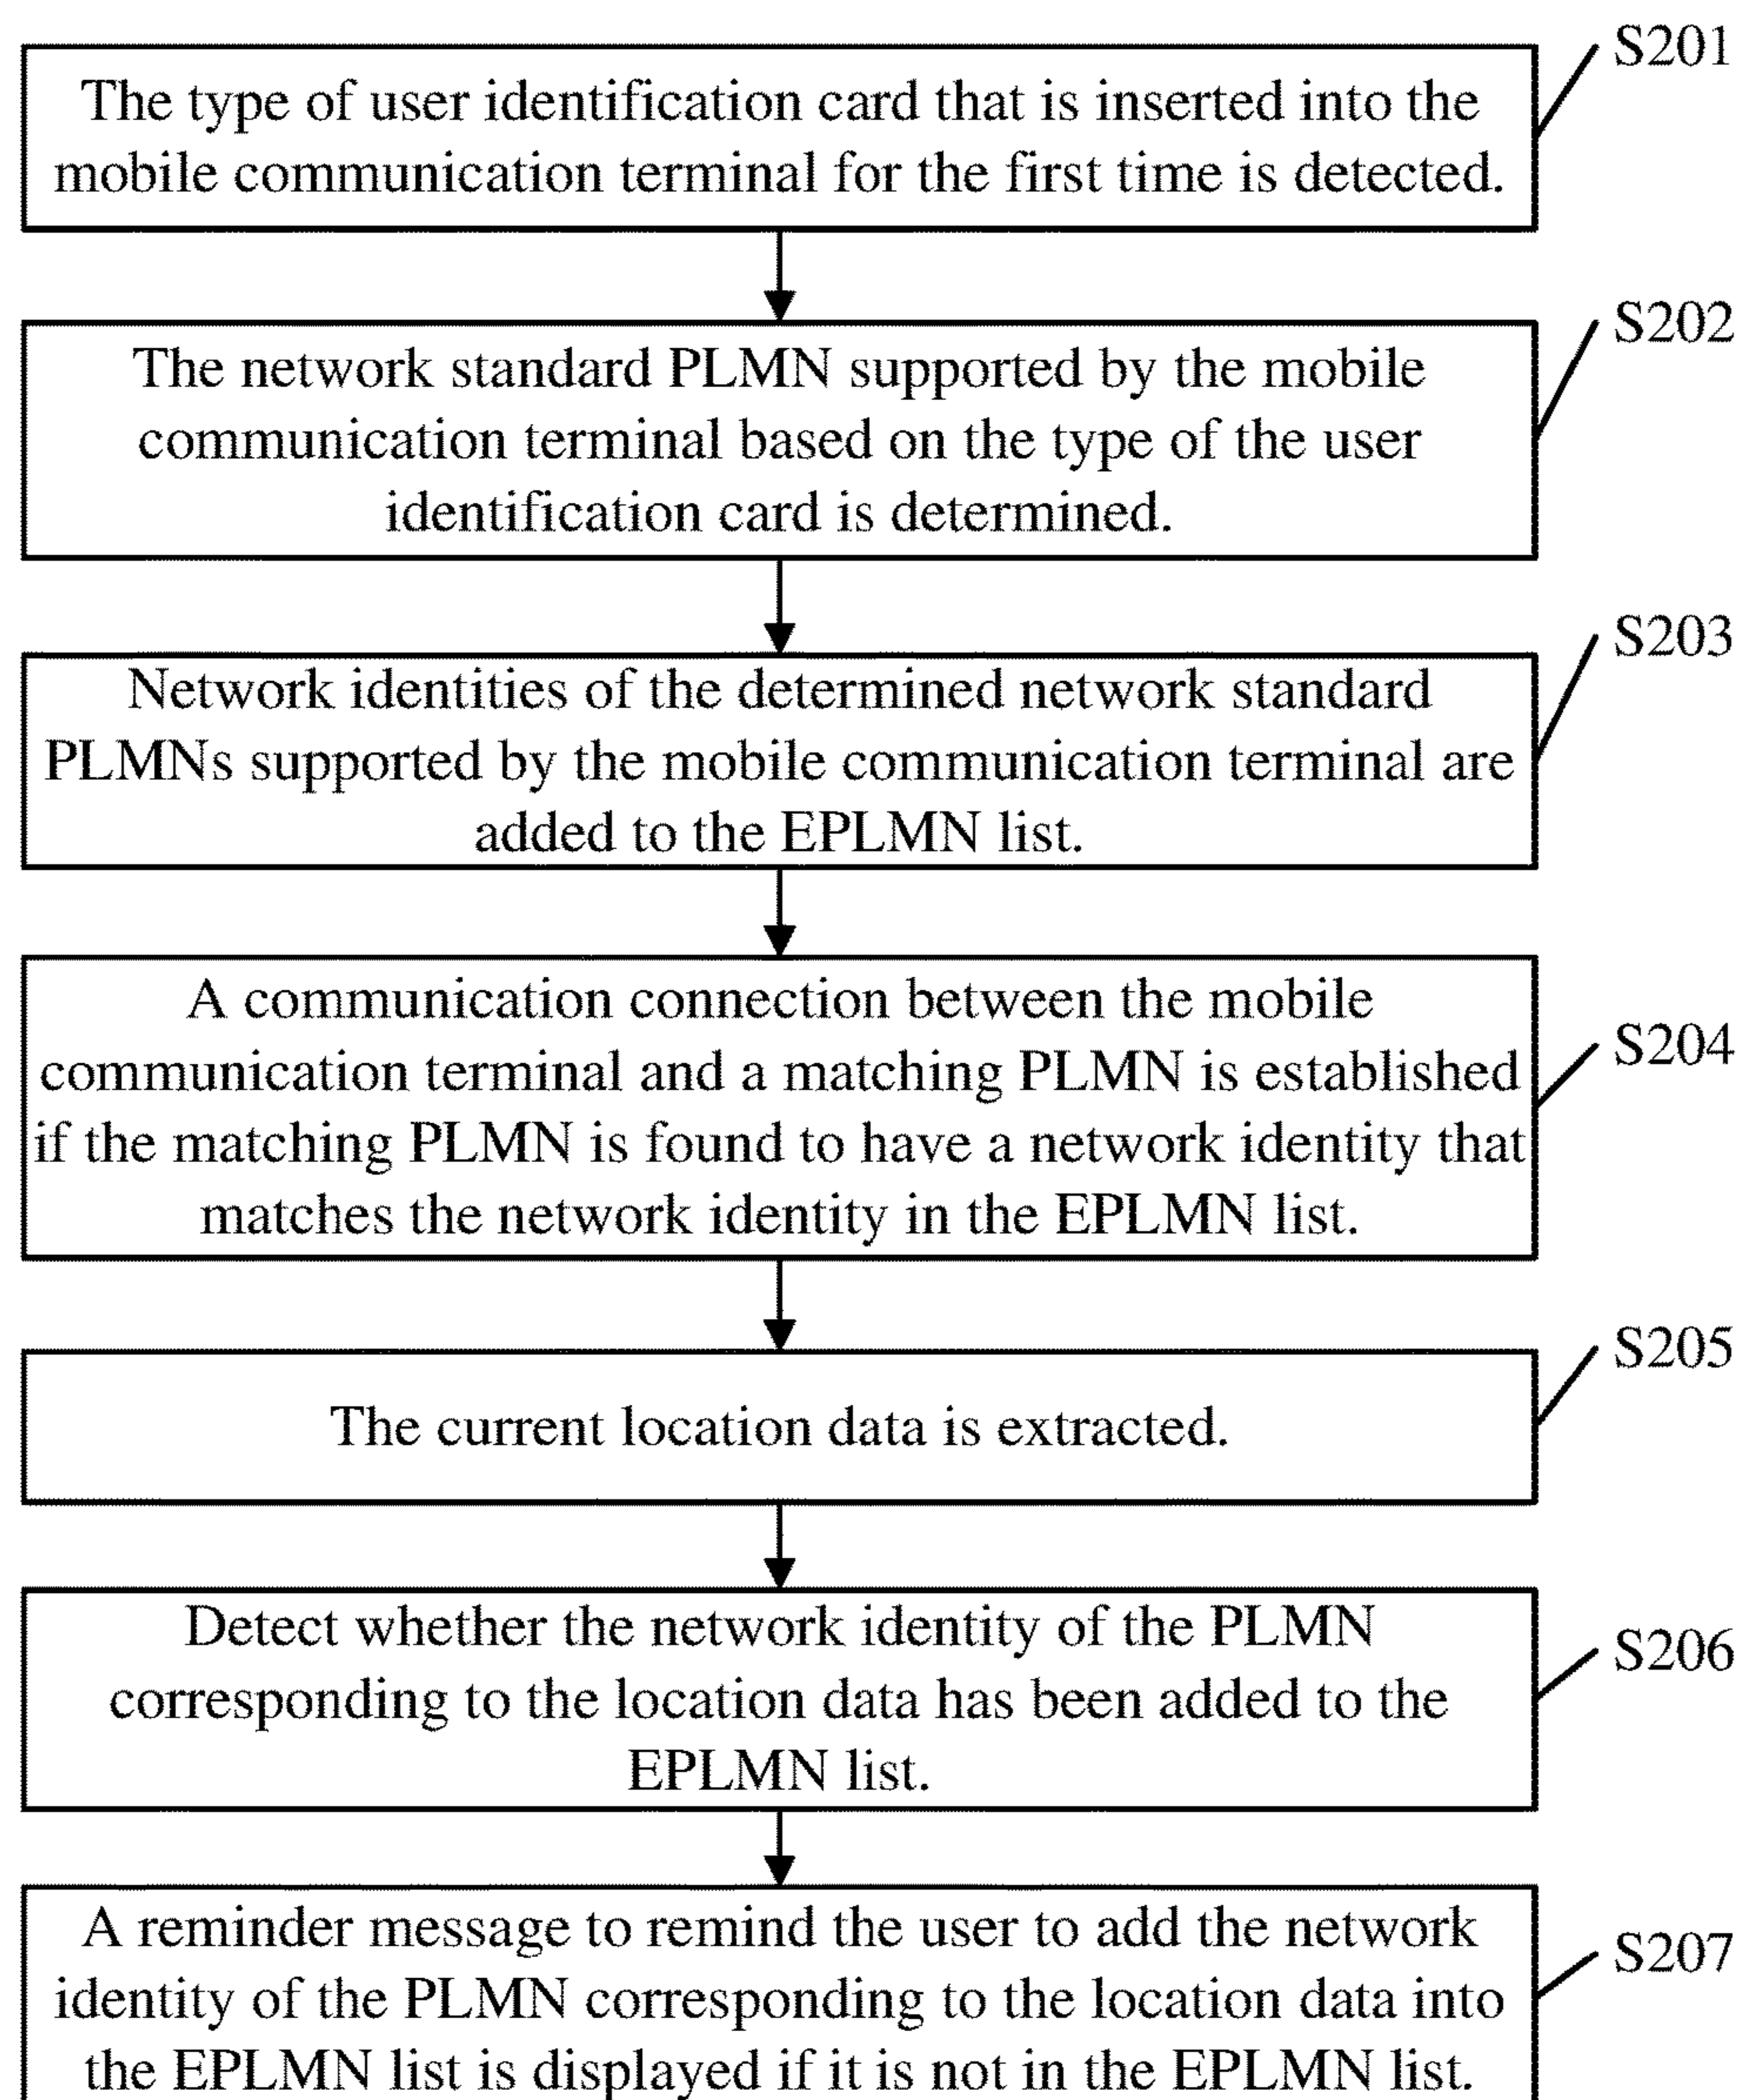 S201
The type of user identification card that is inserted into the
mobile communication terminal for the first time is detected.
S202
The network standard PLMN supported by the mobile
communication terminal based on the type of the user
identification card is determined.
S203
Network identities of the determined network standard
PLMNs supported by the mobile communication terminal are
added to the EPLMN list.
S204
A communication connection between the mobile
communication terminal and a matching PLMN is established
if the matching PLMN is found to have a network identity that
matches the network identity in the EPLMN list.
S205
The current location data is extracted.
S206
Detect whether the network identity of the PLMN
corresponding to the location data has been added to the
EPLMN list.
S207
A reminder message to remind the user to add the network
identity of the PLMN corresponding to the location data into
the EPLMN list is displayed if it is not in the EPLMN list.